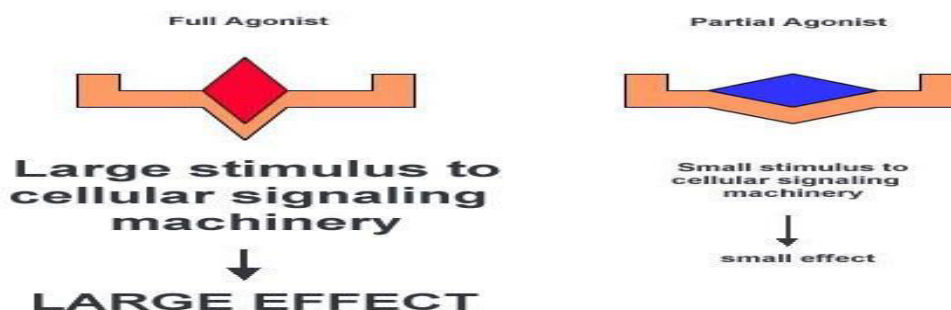 Full Agonist
Large stimulus to
cellular signaling
machinery
LARGE EFFECT
Partial Agonist
Small stimulus to
cellular signaling
machinery
small effect